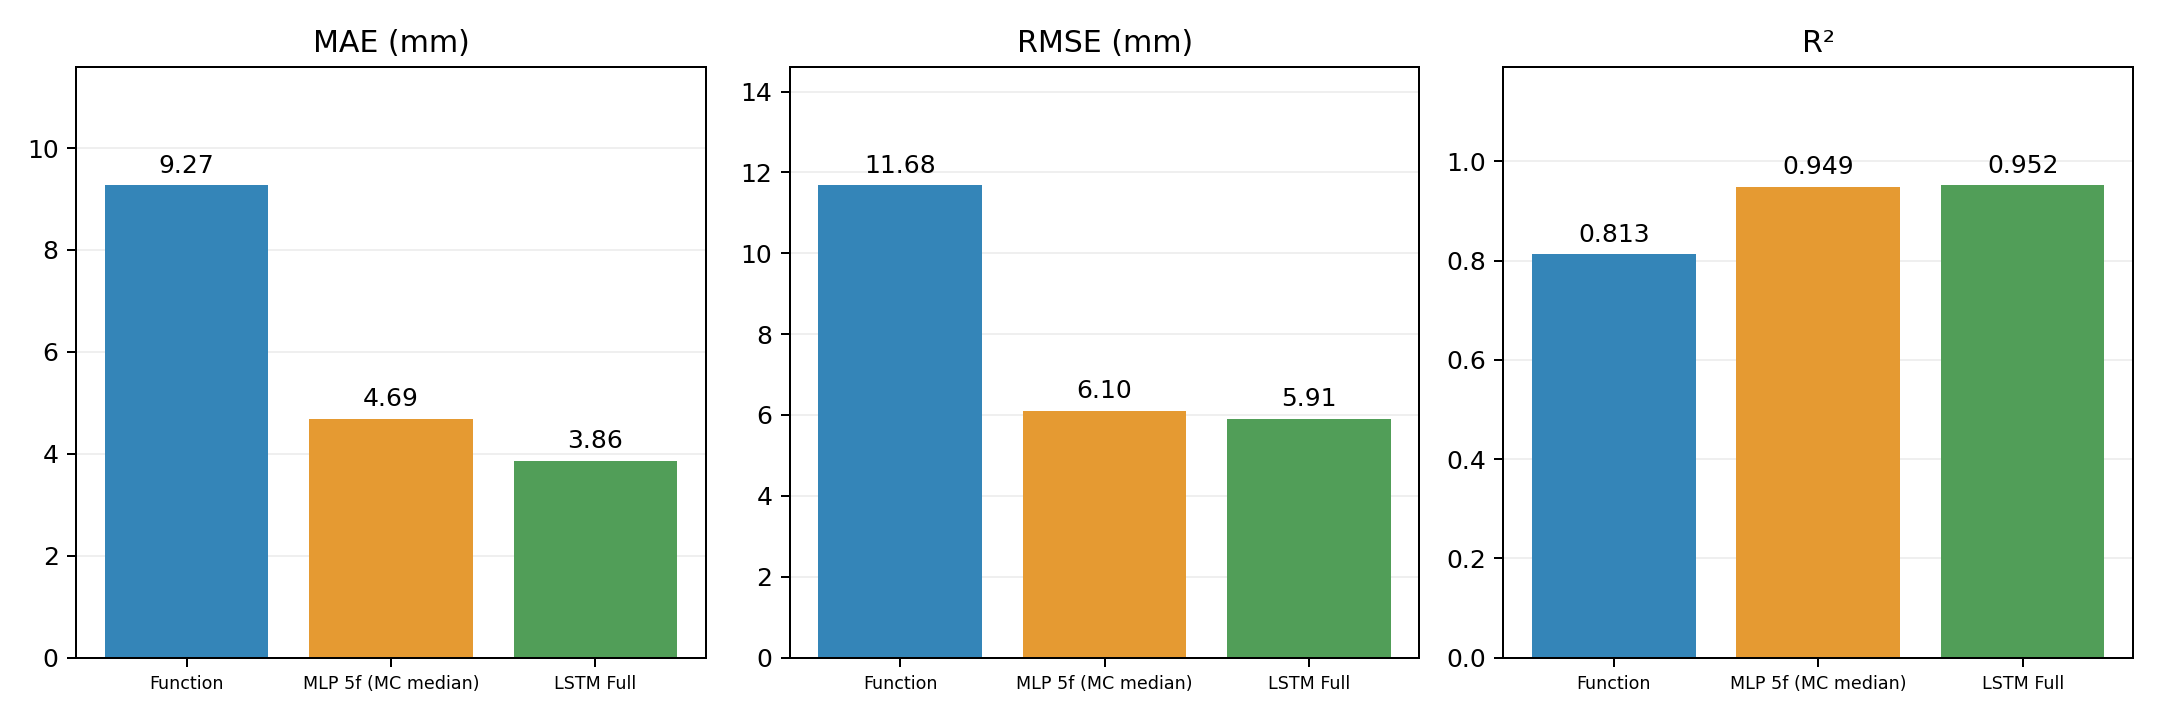 MAE (mm)
10
8
6
4
2
0
9.27
4.69
3.86
Function
MLP 5f (MC median)
LSTM Full
RMSE (mm)
14
12
10
8
6
4
2
0
11.68
6.10
5.91
Function
MLP 5f (MC median)
LSTM Full
R²
1.0
0.8
0.6
0.4
0.2
0.0
0.813
0.949
0.952
Function
MLP 5f (MC median)
LSTM Full